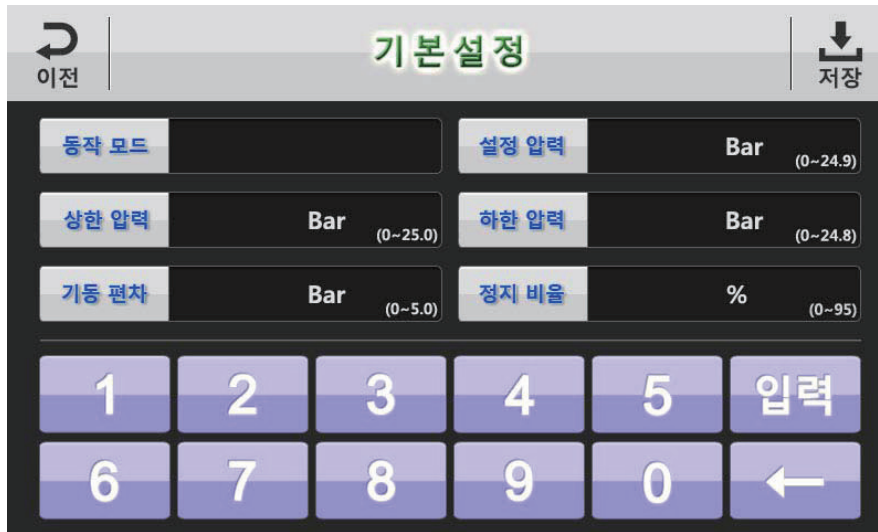 이전
기본설정
저장
동작 모드
설정 압력 Bar (0~24.9)
상한 압력 Bar (0~25.0)
하한 압력 Bar (0~24.8)
기동 편차 Bar (0~5.0)
정지 비율 % (0~95)
1 2 3 4 5 입력
6 7 8 9 0